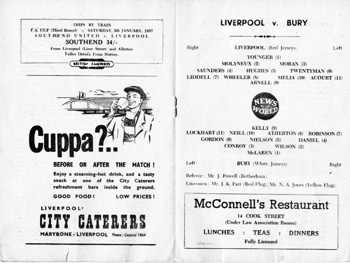 TRIPS BY TRAIN
F.A. CUP (Third Round) :: SATURDAY, 5th JANUARY, 1957
SOUTHEND UNITED v. LIVERPOOL
SOUTHEND 34/-
From Liverpool (Lime Street) and Allerton
Fuller Details From Station.
BRITISH RAILWAYS
Cuppa?..
BEFORE OR AFTER THE MATCH!
Enjoy a steaming-hot drink, and a tasty
snack at one of the City Caterers
refreshment bars inside the ground.
GOOD FOOD! LOW PRICES!
LIVERPOOL'S
CITY CATERERS
MARYBONE - LIVERPOOL
LIVERPOOL v. BURY
Right LIVERPOOL (Red Jerseys) Left
YOUNGER (1)
MOLYNEUX (2) MORAN (3)
SAUNDERS (4) HUGHES (5) TWENTYMAN (6)
LIDDELL (7) WHEELER (8) MELIA (10) ACOURT (11)
ARNELL (9)
NEWS OF THE WORLD
KELLY (9)
LOCKHART (11) NEILL (10) ATHERTON (8) ROBINSON (7)
GORDON (6) NIELSON (5) DANIEL (4)
CONROY (3) WILSON (2)
McLAREN (1)
Left BURY (White Jerseys) Right
Referee: Mr. J. Powell (Rotherham)
Linesmen: Mr. J. K. Parr (Red Flag); Mr. N. A. Jones (Yellow Flag)
McConnell's Restaurant
14 COOK STREET
(Under Law Association Rooms)
LUNCHES : TEAS : DINNERS
Fully Licensed